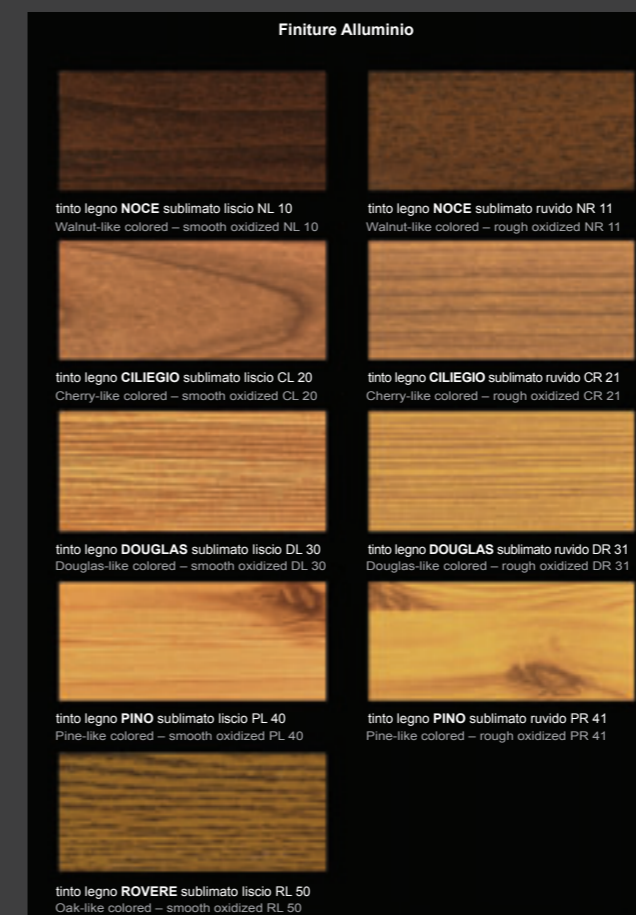 Finiture Alluminio
tinto legno NOCE sublimato liscio NL 10
Walnut-like colored – smooth oxidized NL 10
tinto legno NOCE sublimato ruvido NR 11
Walnut-like colored – rough oxidized NR 11
tinto legno CILIEGIO sublimato liscio CL 20
Cherry-like colored – smooth oxidized CL 20
tinto legno CILIEGIO sublimato ruvido CR 21
Cherry-like colored – rough oxidized CR 21
tinto legno DOUGLAS sublimato liscio DL 30
Douglas-like colored – smooth oxidized DL 30
tinto legno DOUGLAS sublimato ruvido DR 31
Douglas-like colored – rough oxidized DR 31
tinto legno PINO sublimato liscio PL 40
Pine-like colored – smooth oxidized PL 40
tinto legno PINO sublimato ruvido PR 41
Pine-like colored – rough oxidized PR 41
tinto legno ROVERE sublimato liscio RL 50
Oak-like colored – smooth oxidized RL 50